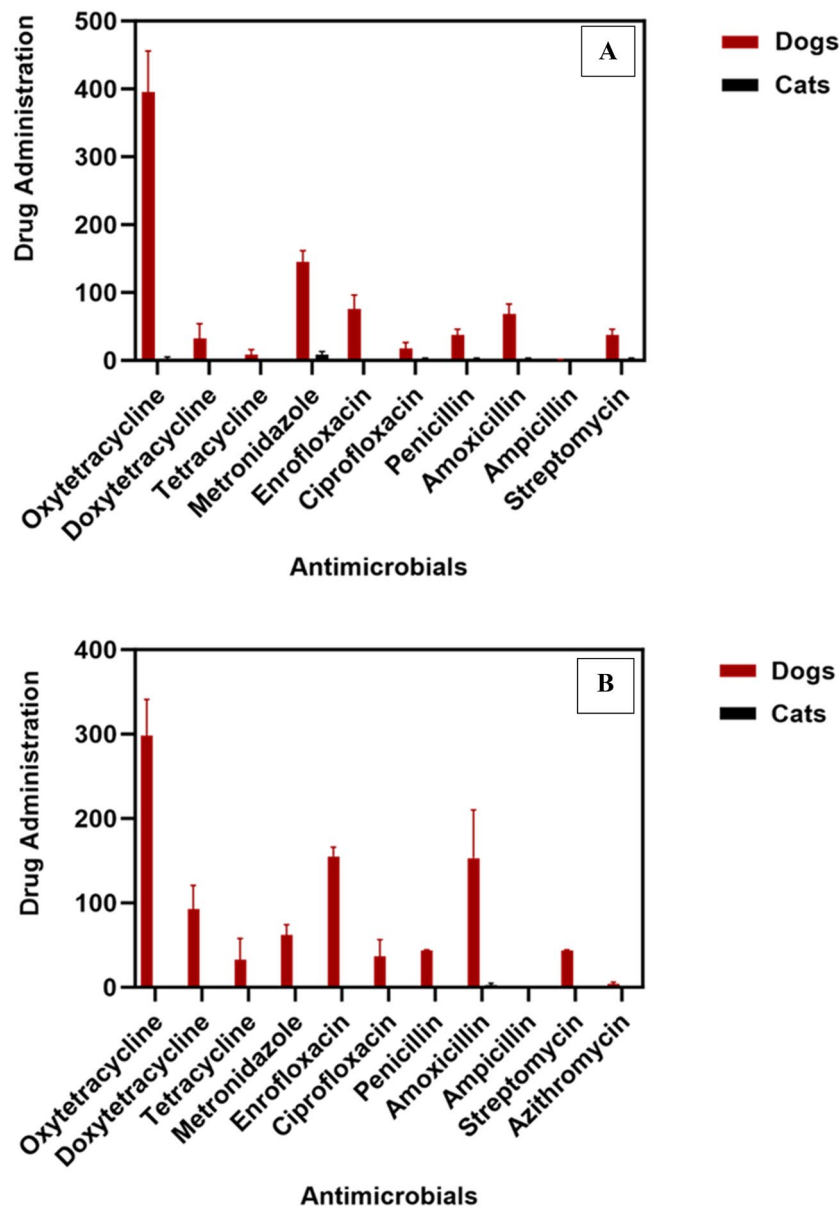 A
Dogs
Cats
Drug Administration
500
400
300
200
100
0
Oxytetracycline
Doxytetracycline
Tetracycline
Metronidazole
Enrofloxacin
Ciprofloxacin
Penicillin
Amoxicillin
Ampicillin
Streptomycin
Antimicrobials
B
Dogs
Cats
Drug Administration
400
300
200
100
0
Oxytetracycline
Doxytetracycline
Tetracycline
Metronidazole
Enrofloxacin
Ciprofloxacin
Penicillin
Amoxicillin
Ampicillin
Streptomycin
Azithromycin
Antimicrobials